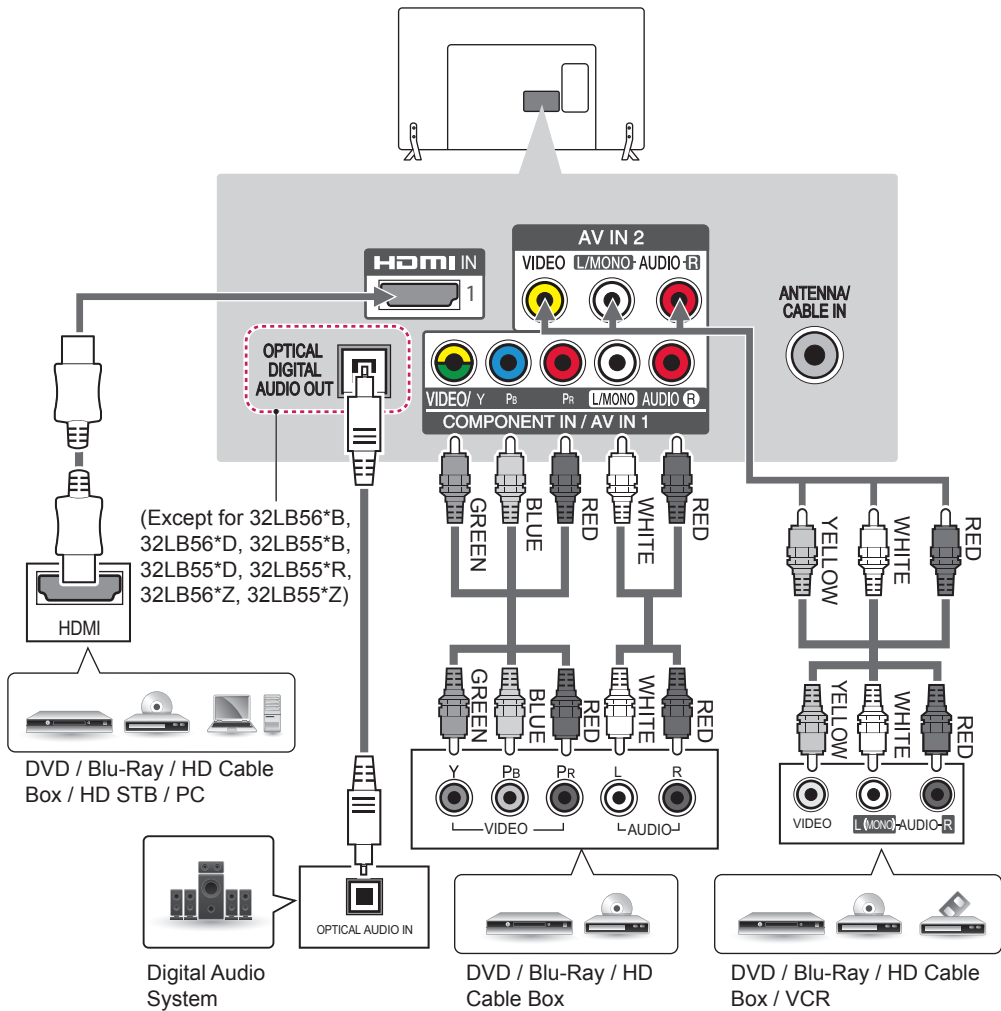 AV IN 2
HDMI IN
VIDEO L/MONO AUDIO R
1
ANTENNA/
CABLE IN
OPTICAL
DIGITAL
AUDIO OUT
VIDEO/ Y PB PR L/MONO AUDIO R
COMPONENT IN / AV IN 1
GREEN
BLUE
RED
WHITE
RED
YELLOW
WHITE
RED
(Except for 32LB56*B,
32LB56*D, 32LB55*B,
32LB55*D, 32LB55*R,
32LB56*Z, 32LB55*Z)
HDMI
GREEN
BLUE
RED
WHITE
RED
YELLOW
WHITE
RED
DVD / Blu-Ray / HD Cable
Box / HD STB / PC
Y PB PR L R
VIDEO AUDIO
VIDEO L(MONO) AUDIO R
OPTICAL AUDIO IN
Digital Audio
System
DVD / Blu-Ray / HD
Cable Box
DVD / Blu-Ray / HD Cable
Box / VCR